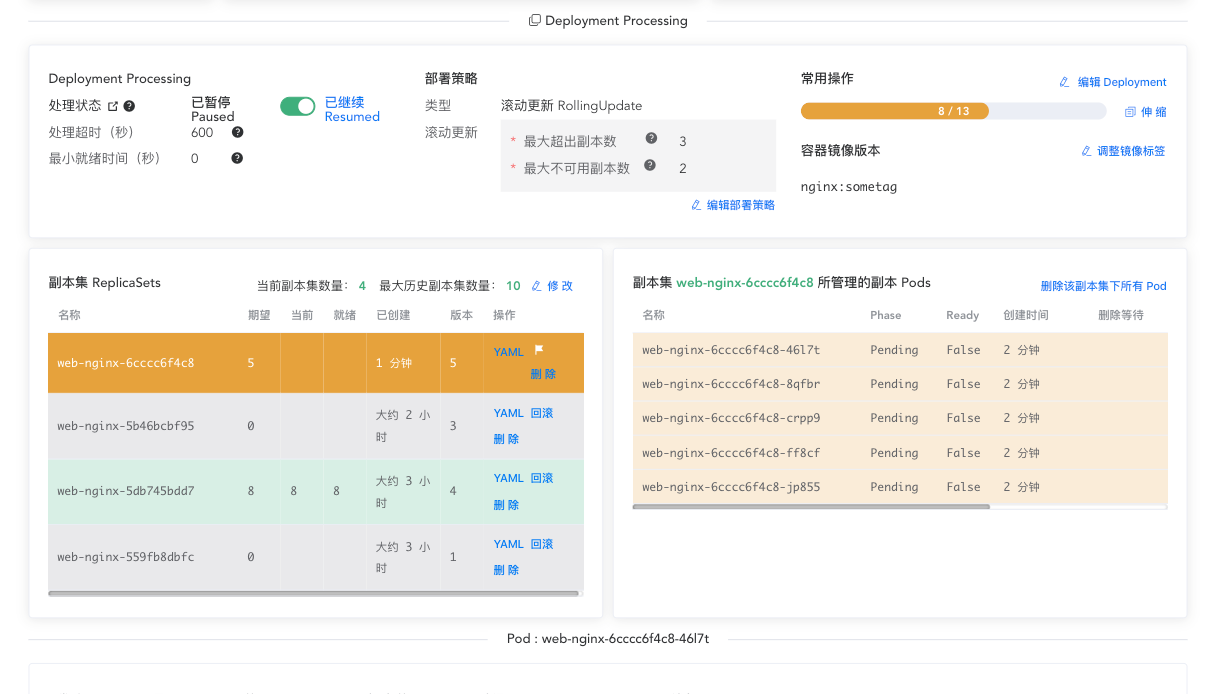 Deployment Processing
Deployment Processing
处理状态
已暂停
Paused
已继续
Resumed
处理超时（秒）
600
最小就绪时间（秒）
0
部署策略
类型
滚动更新 RollingUpdate
滚动更新
* 最大超出副本数
3
* 最大不可用副本数
2
编辑部署策略
常用操作
编辑 Deployment
8 / 13
伸 缩
容器镜像版本
调整镜像标签
nginx:sometag
副本集 ReplicaSets
当前副本集数量： 4 最大历史副本集数量： 10 修 改
名称 期望 当前 就绪 已创建 版本 操作
web-nginx-6cccc6f4c8 5 1 分钟 5 YAML
删 除
web-nginx-5b46bcbf95 0 大约 2 小时 3 YAML 回滚
删 除
web-nginx-5db745bdd7 8 8 8 大约 3 小时 4 YAML 回滚
删 除
web-nginx-559fb8dbfc 0 大约 3 小时 1 YAML 回滚
删 除
副本集 web-nginx-6cccc6f4c8 所管理的副本 Pods
删除该副本集下所有 Pod
名称 Phase Ready 创建时间 删除等待
web-nginx-6cccc6f4c8-46l7t Pending False 2 分钟
web-nginx-6cccc6f4c8-8qfbr Pending False 2 分钟
web-nginx-6cccc6f4c8-crpp9 Pending False 2 分钟
web-nginx-6cccc6f4c8-ff8cf Pending False 2 分钟
web-nginx-6cccc6f4c8-jp855 Pending False 2 分钟
Pod : web-nginx-6cccc6f4c8-46l7t